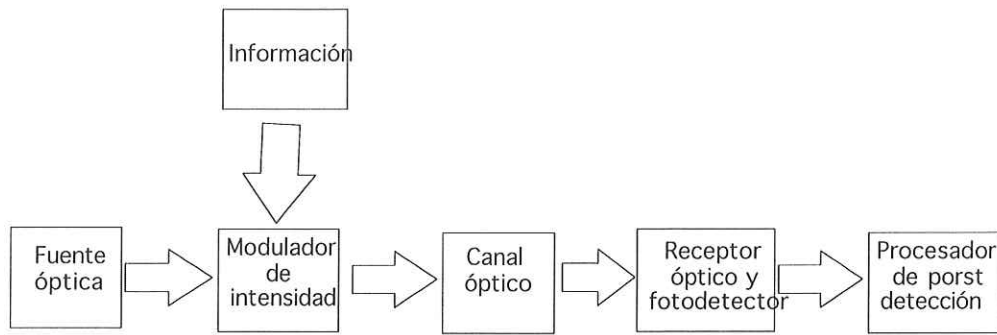 Información
Fuente
óptica
Modulador
de
intensidad
Canal
óptico
Receptor
óptico y
fotodetector
Procesador
de porst
detección